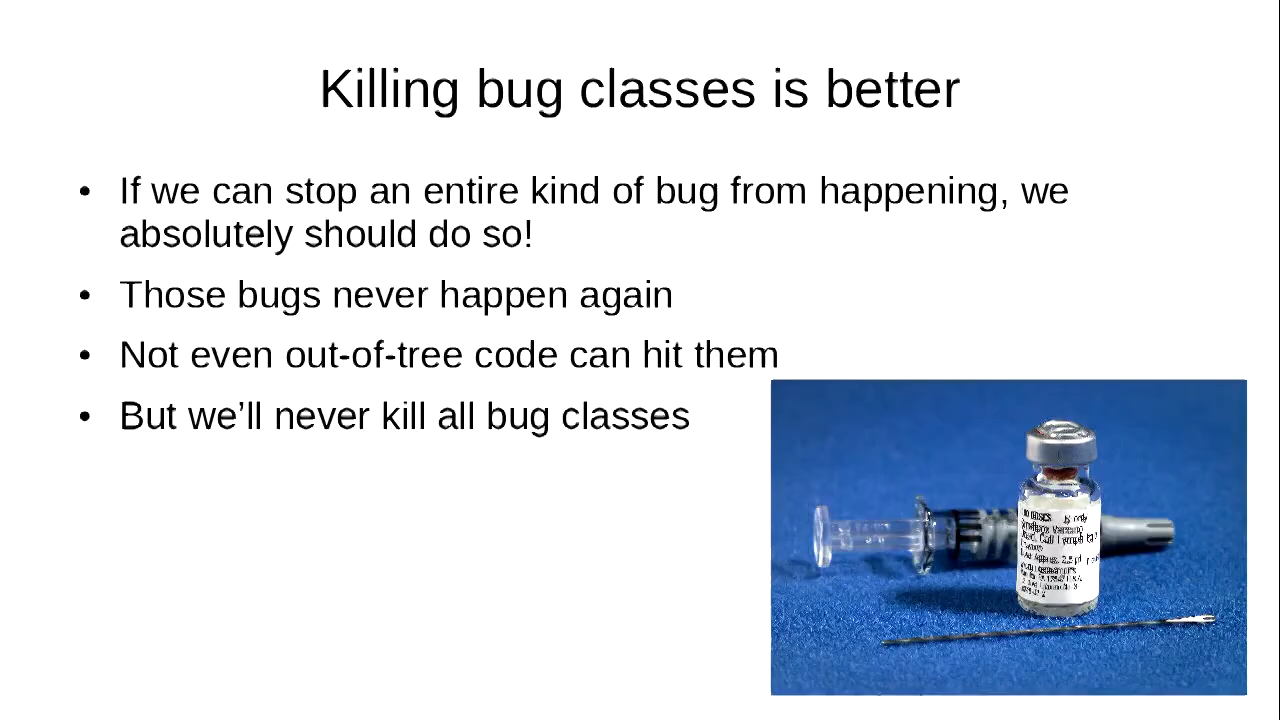 Killing bug classes is better
• If we can stop an entire kind of bug from happening, we
absolutely should do so!
• Those bugs never happen again
• Not even out-of-tree code can hit them
• But we’ll never kill all bug classes